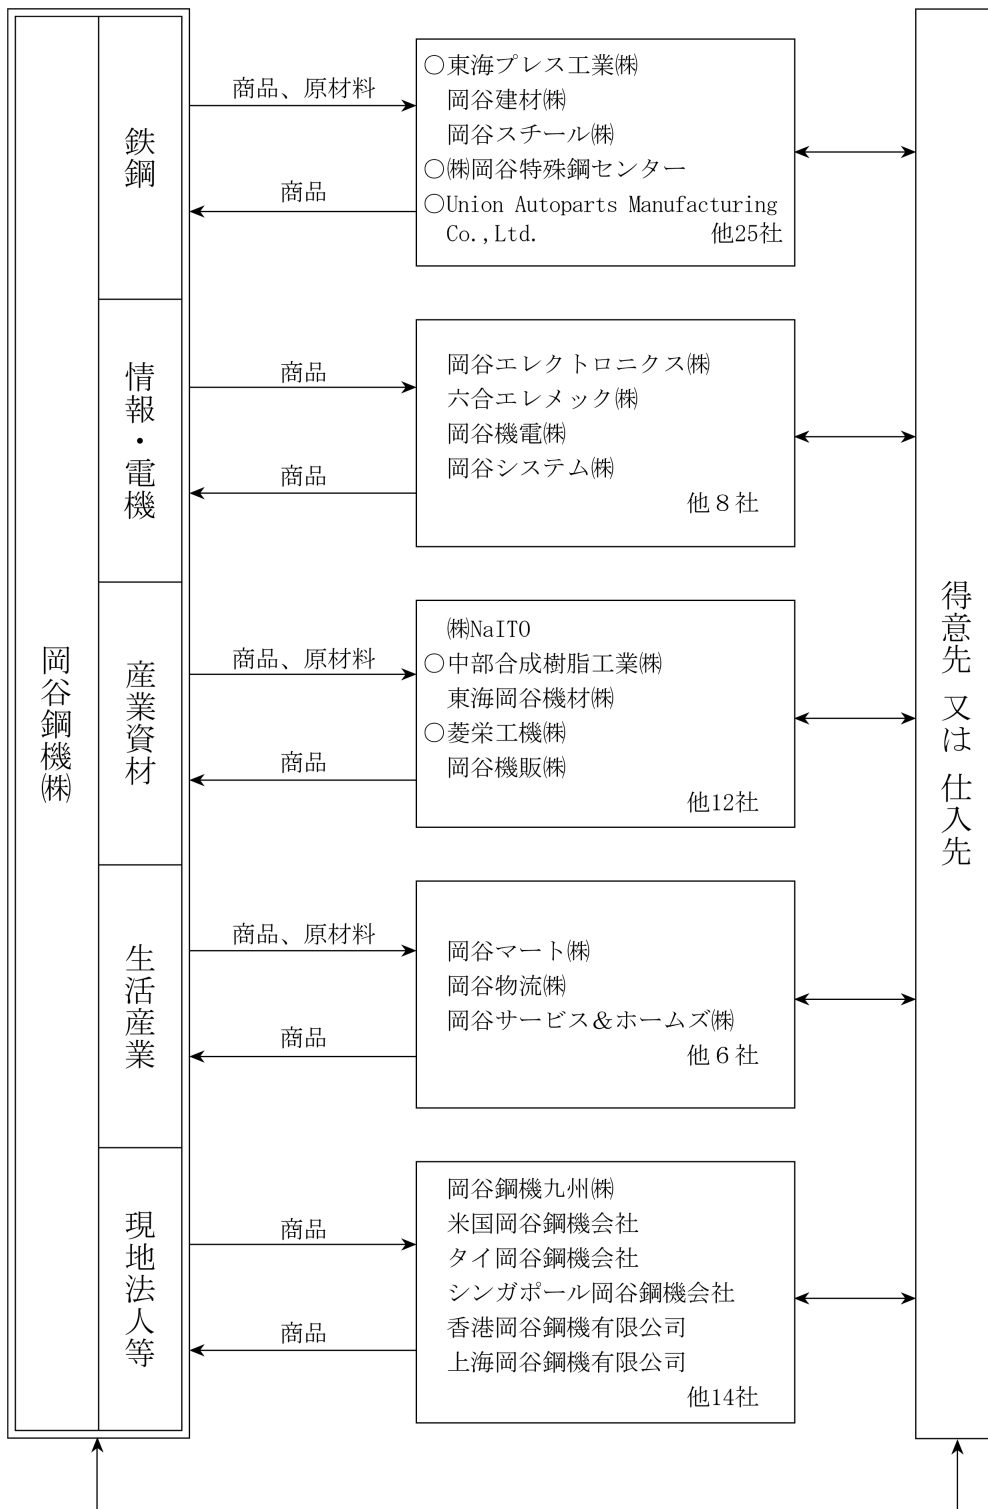 岡谷鋼機㈱
鉄鋼
商品、原材料
商品
○東海プレス工業㈱
岡谷建材㈱
岡谷スチール㈱
○㈱岡谷特殊鋼センター
○Union Autoparts Manufacturing
Co.,Ltd. 他25社
情報・電機
商品
商品
岡谷エレクトロニクス㈱
六合エレメック㈱
岡谷機電㈱
岡谷システム㈱
他８社
産業資材
商品、原材料
商品
㈱NaITO
○中部合成樹脂工業㈱
東海岡谷機材㈱
○菱栄工機㈱
岡谷機販㈱
他12社
生活産業
商品、原材料
商品
岡谷マート㈱
岡谷物流㈱
岡谷サービス＆ホームズ㈱
他６社
現地法人等
商品
商品
岡谷鋼機九州㈱
米国岡谷鋼機会社
タイ岡谷鋼機会社
シンガポール岡谷鋼機会社
香港岡谷鋼機有限公司
上海岡谷鋼機有限公司
他14社
得意先 又は 仕入先